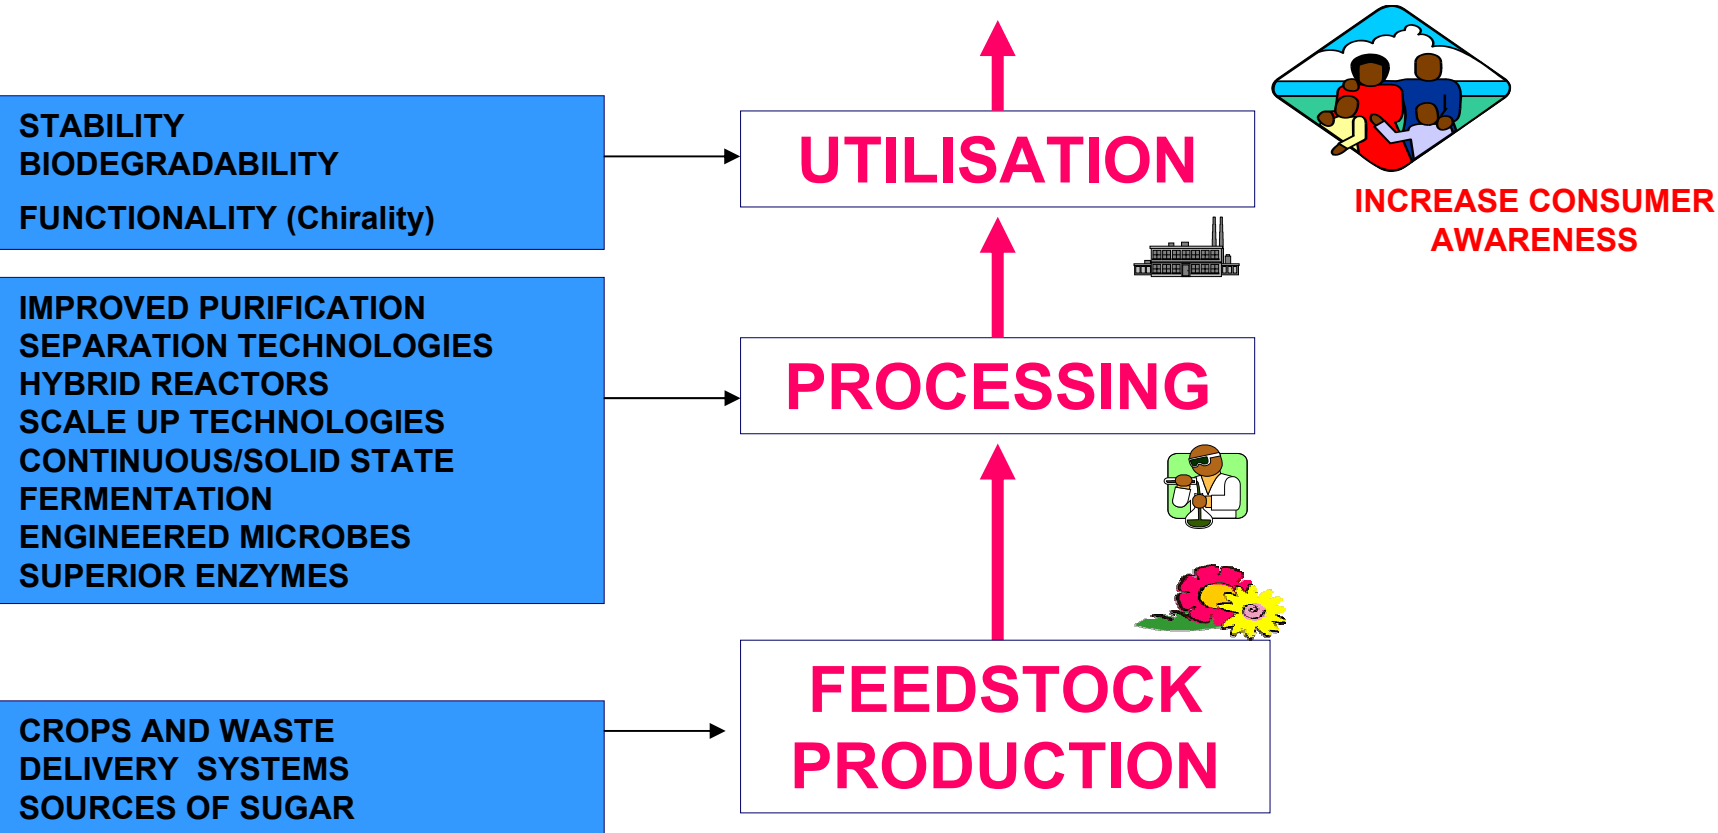 STABILITY
BIODEGRADABILITY
FUNCTIONALITY (Chirality)
UTILISATION
INCREASE CONSUMER
AWARENESS
IMPROVED PURIFICATION
SEPARATION TECHNOLOGIES
HYBRID REACTORS
SCALE UP TECHNOLOGIES
CONTINUOUS/SOLID STATE
FERMENTATION
ENGINEERED MICROBES
SUPERIOR ENZYMES
PROCESSING
CROPS AND WASTE
DELIVERY SYSTEMS
SOURCES OF SUGAR
FEEDSTOCK
PRODUCTION